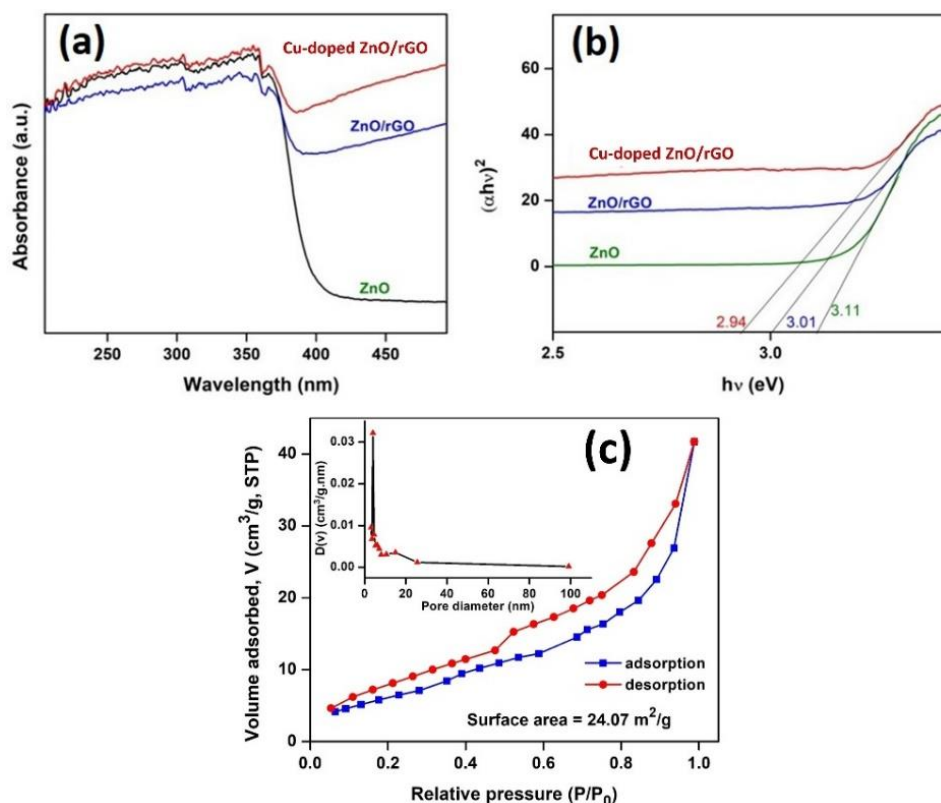 (a)
Cu-doped ZnO/rGO
ZnO/rGO
ZnO
Absorbance (a.u.)
200 250 300 350 400 450
Wavelength (nm)
(b)
60
40
20
0
(αhν)²
Cu-doped ZnO/rGO
ZnO/rGO
ZnO
2.94
3.01
3.11
2.5 3.0
hν (eV)
(c)
40
30
20
10
0
Volume adsorbed, V (cm³/g, STP)
0.03
0.02
0.01
0.00
D(v) (cm³/g.nm)
0 20 40 60 80 100
Pore diameter (nm)
adsorption
desorption
Surface area = 24.07 m²/g
0.0 0.2 0.4 0.6 0.8 1.0
Relative pressure (P/P₀)